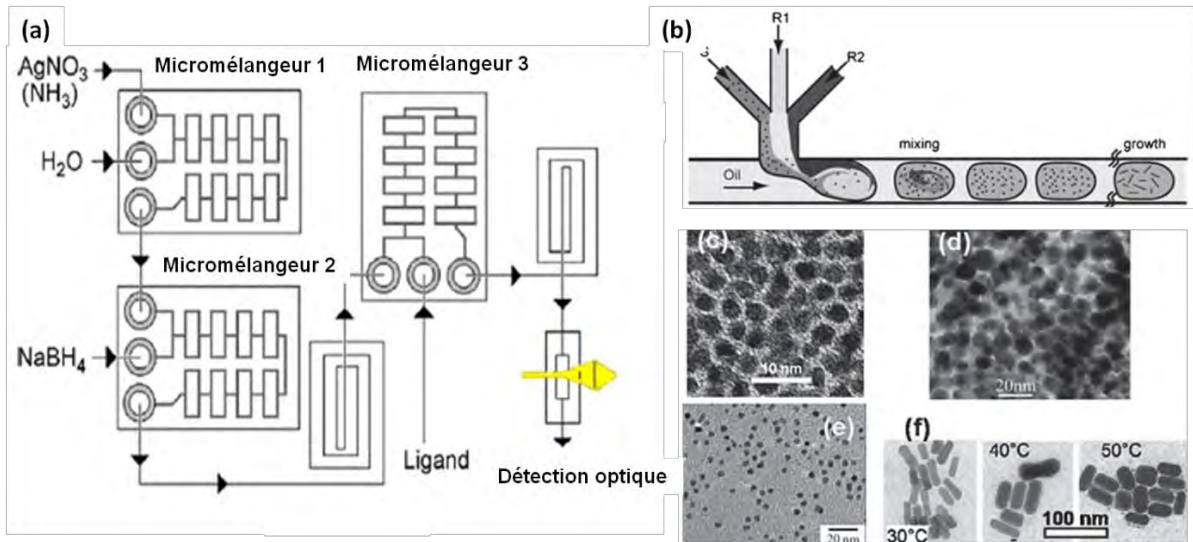 (a)
AgNO₃
(NH₃)
Micromélangeur 1
Micromélangeur 3
H₂O
Micromélangeur 2
NaBH₄
Ligand
Détection optique
(b)
R1
S
R2
mixing
growth
Oil
(c)
10 nm
(d)
20nm
(e)
20 nm
(f)
30°C
40°C
50°C
100 nm